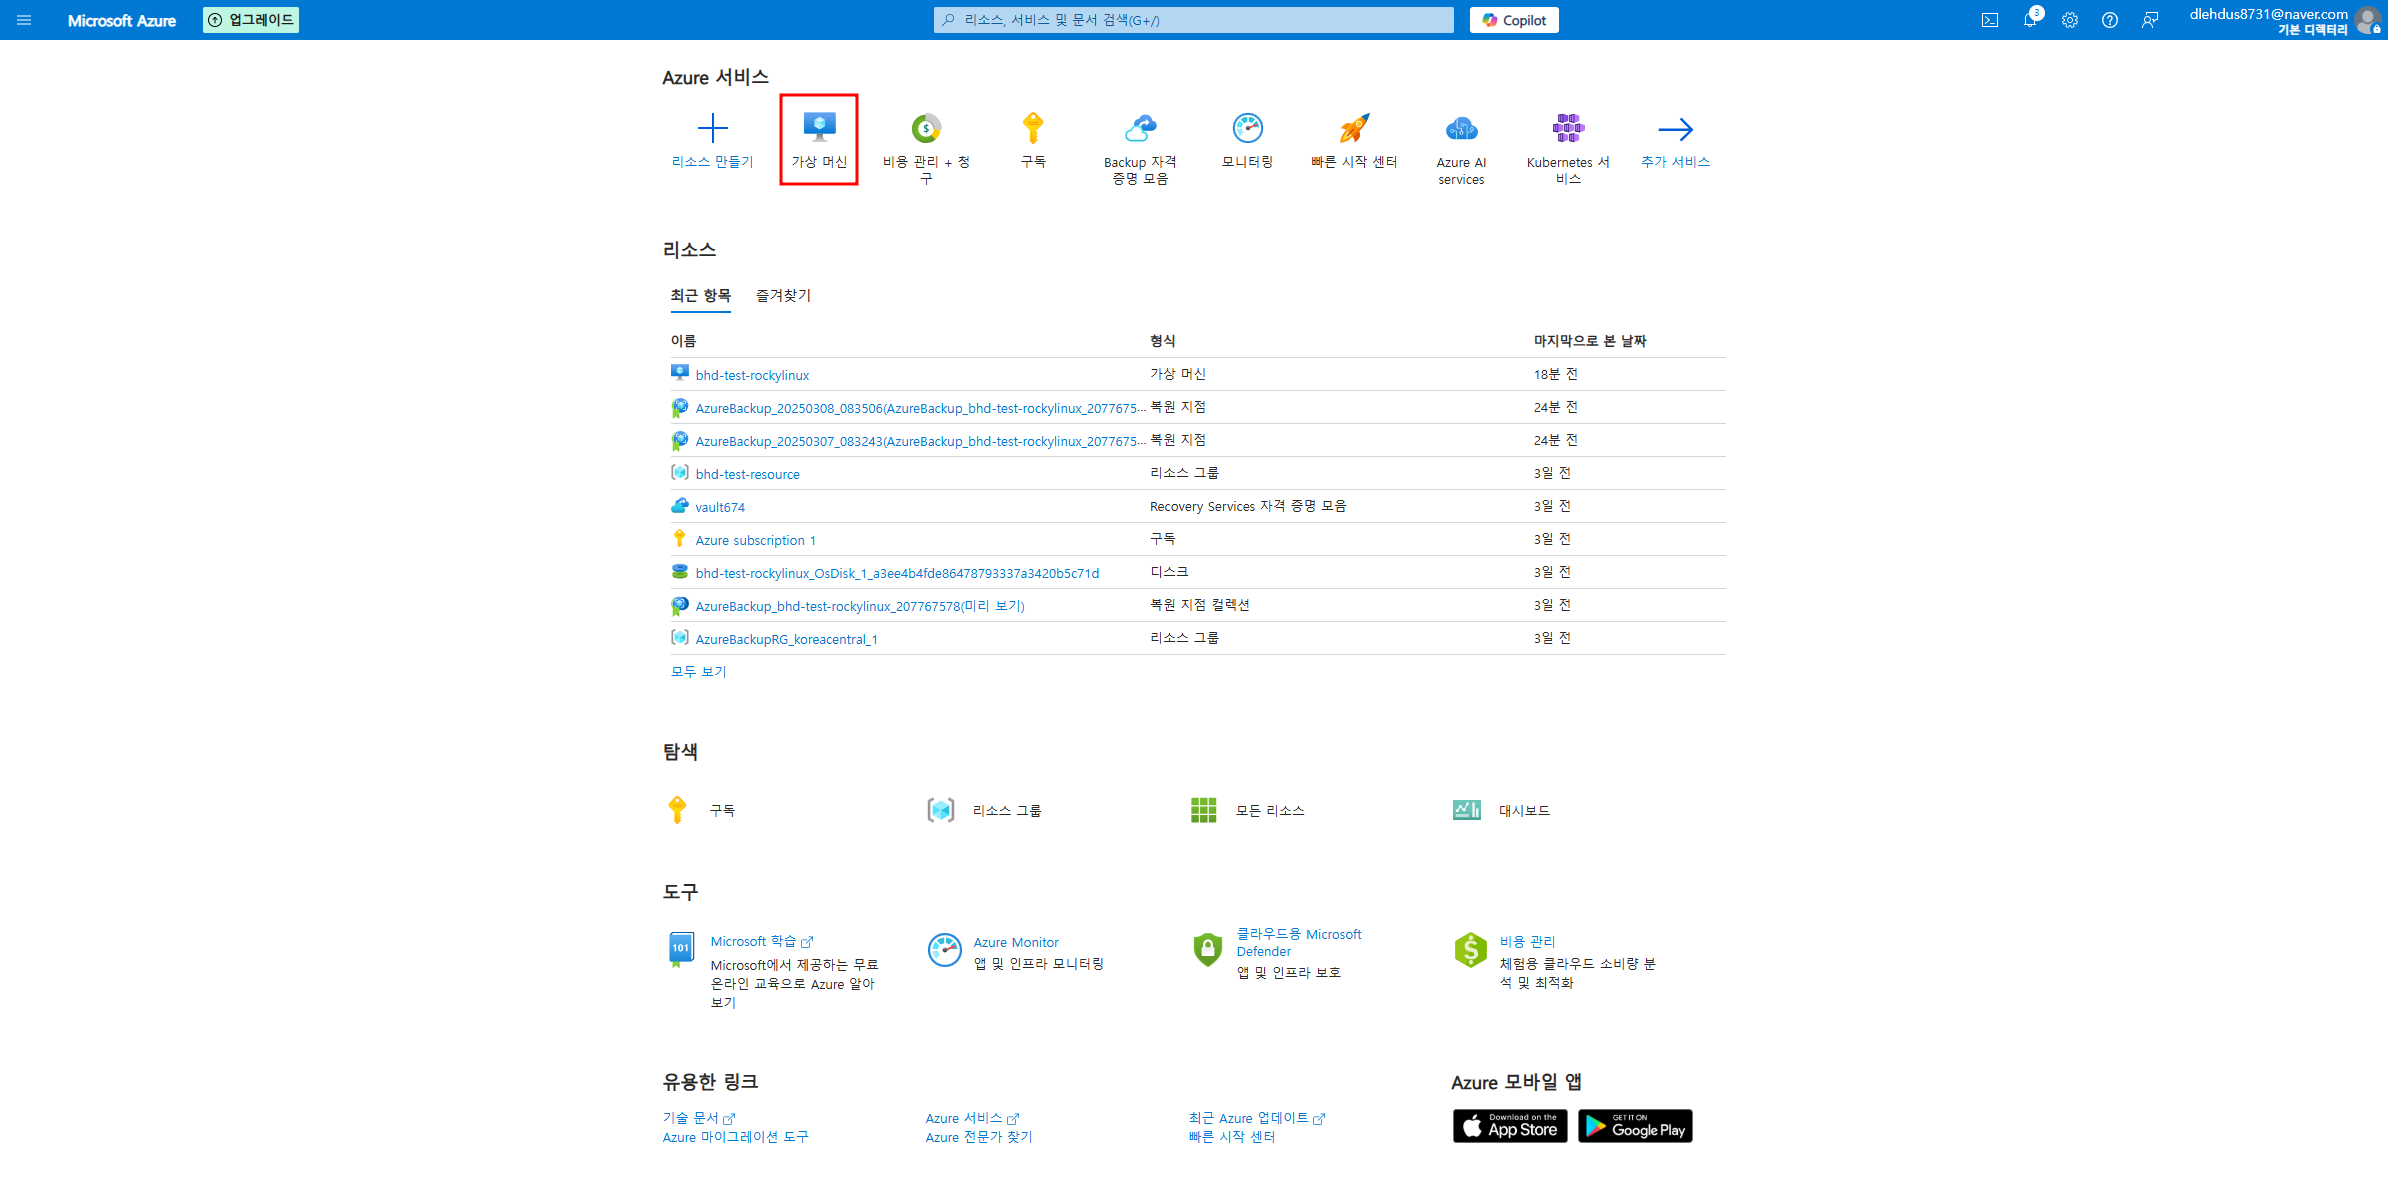 Microsoft Azure
업그레이드
리소스, 서비스 및 문서 검색(G+/)
Copilot
3
dlehdus8731@naver.com
기본 디렉터리
Azure 서비스
리소스 만들기
가상 머신
비용 관리 + 청
구
구독
Backup 자격
증명 모음
모니터링
빠른 시작 센터
Azure AI
services
Kubernetes 서
비스
추가 서비스
리소스
최근 항목 즐겨찾기
이름 형식 마지막으로 본 날짜
bhd-test-rockylinux 가상 머신 18분 전
AzureBackup_20250308_083506(AzureBackup_bhd-test-rockylinux_2077675... 복원 지점 24분 전
AzureBackup_20250307_083243(AzureBackup_bhd-test-rockylinux_2077675... 복원 지점 24분 전
bhd-test-resource 리소스 그룹 3일 전
vault674 Recovery Services 자격 증명 모음 3일 전
Azure subscription 1 구독 3일 전
bhd-test-rockylinux_OsDisk_1_a3ee4b4fde86478793337a3420b5c71d 디스크 3일 전
AzureBackup_bhd-test-rockylinux_207767578(미리 보기) 복원 지점 컬렉션 3일 전
AzureBackupRG_koreacentral_1 리소스 그룹 3일 전
모두 보기
탐색
구독
리소스 그룹
모든 리소스
대시보드
도구
101
Microsoft 학습
Microsoft에서 제공하는 무료
온라인 교육으로 Azure 알아
보기
Azure Monitor
앱 및 인프라 모니터링
클라우드용 Microsoft
Defender
앱 및 인프라 보호
비용 관리
체험용 클라우드 소비량 분
석 및 최적화
유용한 링크
기술 문서
Azure 마이그레이션 도구
Azure 서비스
Azure 전문가 찾기
최근 Azure 업데이트
빠른 시작 센터
Azure 모바일 앱
Download on the
App Store
GET IT ON
Google Play